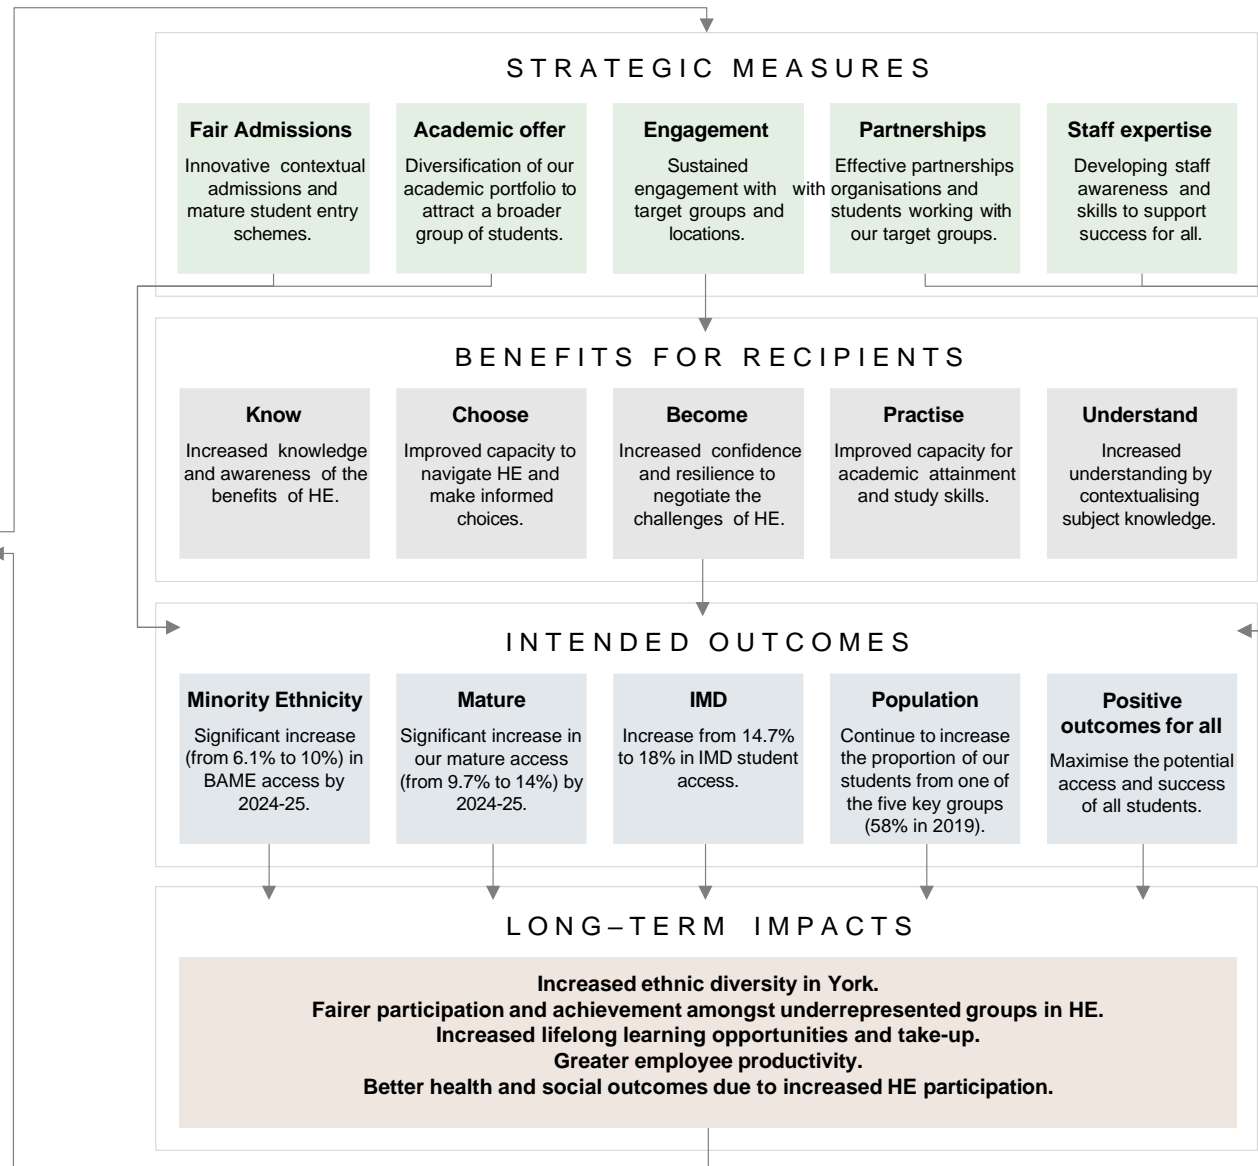 STRATEGIC MEASURES
Fair Admissions
Innovative contextual
admissions and
mature student entry
schemes.
Academic offer
Diversification of our
academic portfolio to
attract a broader
group of students.
Engagement
Sustained
engagement with
target groups and
locations.
Partnerships
Effective partnerships
with organisations and
students working with
our target groups.
Staff expertise
Developing staff
awareness and
skills to support
success for all.
BENEFITS FOR RECIPIENTS
Know
Increased knowledge
and awareness of the
benefits of HE.
Choose
Improved capacity to
navigate HE and
make informed
choices.
Become
Increased confidence
and resilience to
negotiate the
challenges of HE.
Practise
Improved capacity for
academic attainment
and study skills.
Understand
Increased
understanding by
contextualising
subject knowledge.
INTENDED OUTCOMES
Minority Ethnicity
Significant increase
(from 6.1% to 10%) in
BAME access by
2024-25.
Mature
Significant increase in
our mature access
(from 9.7% to 14%) by
2024-25.
IMD
Increase from 14.7%
to 18% in IMD student
access.
Population
Continue to increase
the proportion of our
students from one of
the five key groups
(58% in 2019).
Positive
outcomes for all
Maximise the potential
access and success
of all students.
LONG–TERM IMPACTS
Increased ethnic diversity in York.
Fairer participation and achievement amongst underrepresented groups in HE.
Increased lifelong learning opportunities and take-up.
Greater employee productivity.
Better health and social outcomes due to increased HE participation.